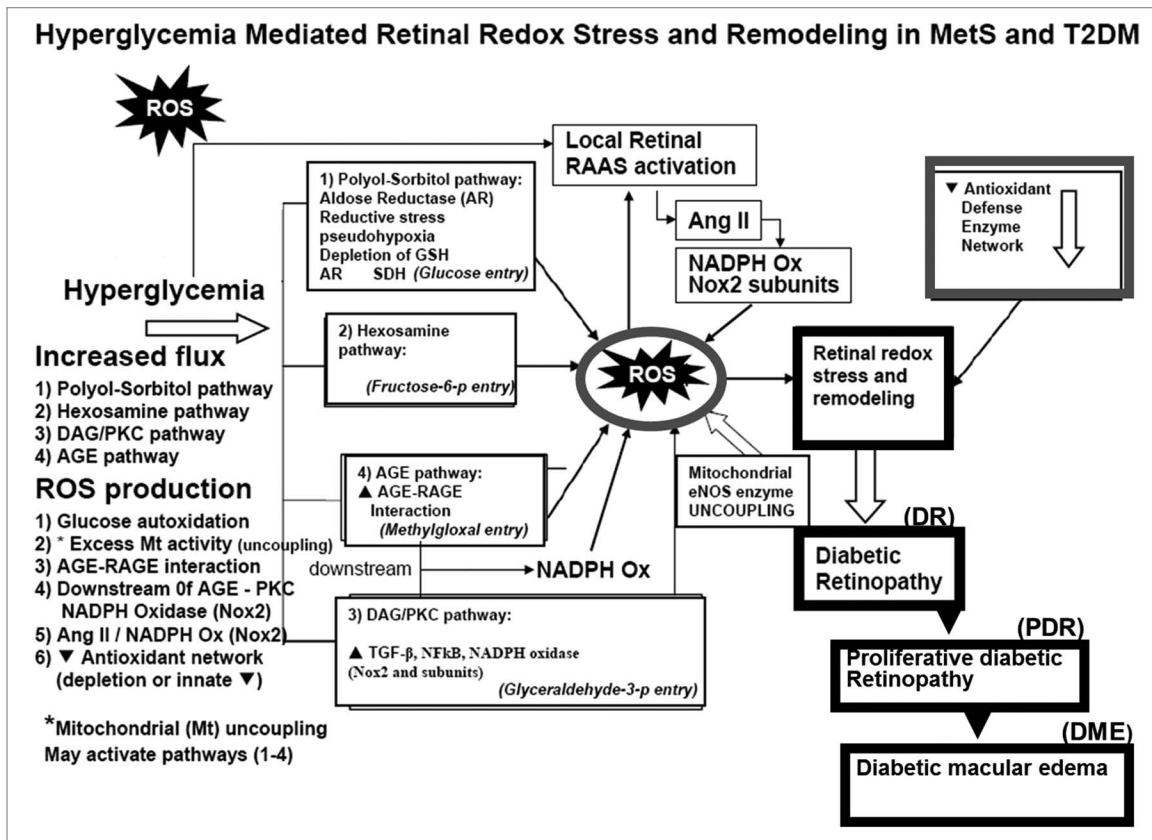 Hyperglycemia Mediated Retinal Redox Stress and Remodeling in MetS and T2DM
ROS
Local Retinal
RAAS activation
Ang II
NADPH Ox
Nox2 subunits
▼ Antioxidant
Defense
Enzyme
Network
1) Polyol-Sorbitol pathway:
Aldose Reductase (AR)
Reductive stress
pseudohypoxia
Depletion of GSH
AR SDH (Glucose entry)
Hyperglycemia
2) Hexosamine
pathway:
(Fructose-6-p entry)
ROS
Retinal redox
stress and
remodeling
Increased flux
1) Polyol-Sorbitol pathway
2) Hexosamine pathway
3) DAG/PKC pathway
4) AGE pathway
4) AGE pathway:
▲ AGE-RAGE
Interaction
(Methylgloxal entry)
Mitochondrial
eNOS enzyme
UNCOUPLING
ROS production
1) Glucose autoxidation
2) * Excess Mt activity (uncoupling)
3) AGE-RAGE interaction
4) Downstream 0f AGE - PKC
NADPH Oxidase (Nox2)
5) Ang II / NADPH Ox (Nox2)
6) ▼ Antioxidant network
(depletion or innate ▼)
downstream
NADPH Ox
3) DAG/PKC pathway:
▲ TGF-β, NFkB, NADPH oxidase
(Nox2 and subunits)
(Glyceraldehyde-3-p entry)
(DR)
Diabetic
Retinopathy
(PDR)
Proliferative diabetic
Retinopathy
(DME)
Diabetic macular edema
*Mitochondrial (Mt) uncoupling
May activate pathways (1-4)